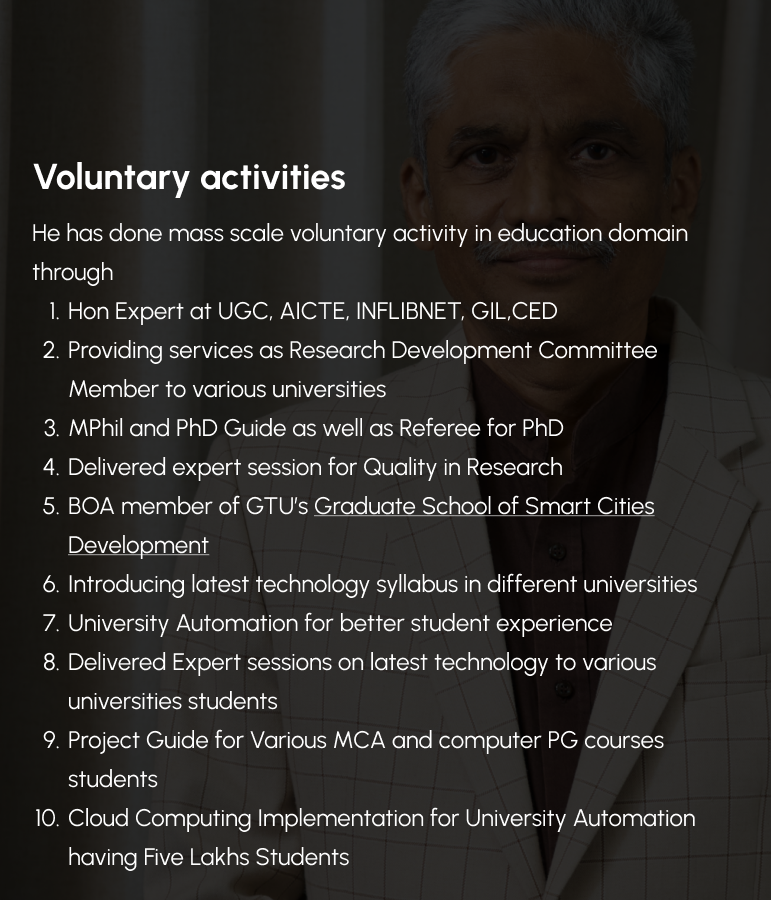 Voluntary activities
He has done mass scale voluntary activity in education domain
through
1. Hon Expert at UGC, AICTE, INFLIBNET, GIL,CED
2. Providing services as Research Development Committee
Member to various universities
3. MPhil and PhD Guide as well as Referee for PhD
4. Delivered expert session for Quality in Research
5. BOA member of GTU's Graduate School of Smart Cities
Development
6. Introducing latest technology syllabus in different universities
7. University Automation for better student experience
8. Delivered Expert sessions on latest technology to various
universities students
9. Project Guide for Various MCA and computer PG courses
students
10. Cloud Computing Implementation for University Automation
having Five Lakhs Students